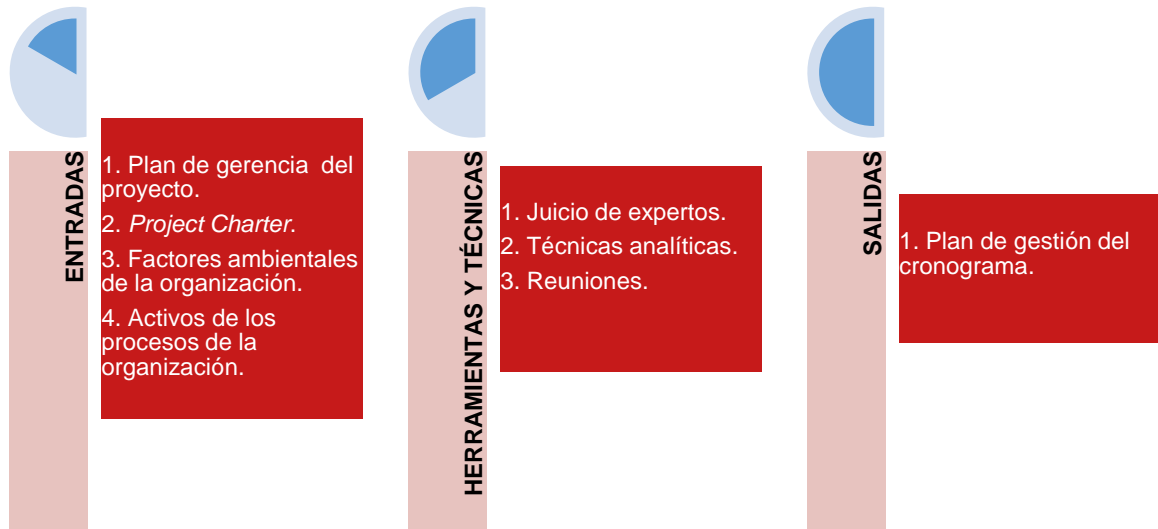 ENTRADAS
1. Plan de gerencia del
proyecto.
2. Project Charter.
3. Factores ambientales
de la organización.
4. Activos de los
procesos de la
organización.
HERRAMIENTAS Y TÉCNICAS
1. Juicio de expertos.
2. Técnicas analíticas.
3. Reuniones.
SALIDAS
1. Plan de gestión del
cronograma.